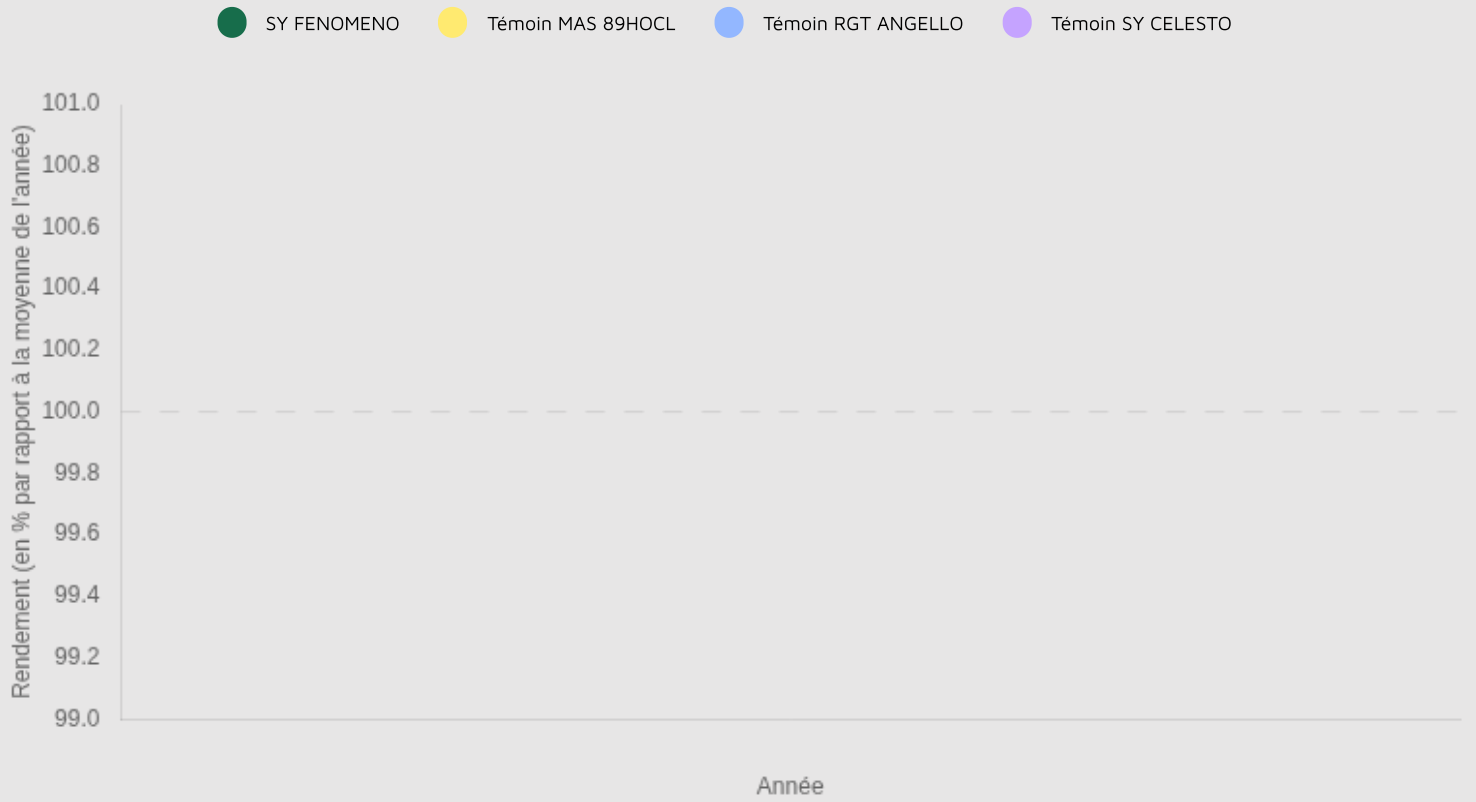 SY FENOMENO
Témoin MAS 89HOCL
Témoin RGT ANGELLO
Témoin SY CELESTO
Rendement (en % par rapport à la moyenne de l'année)
101.0
100.8
100.6
100.4
100.2
100.0
99.8
99.6
99.4
99.2
99.0
Année